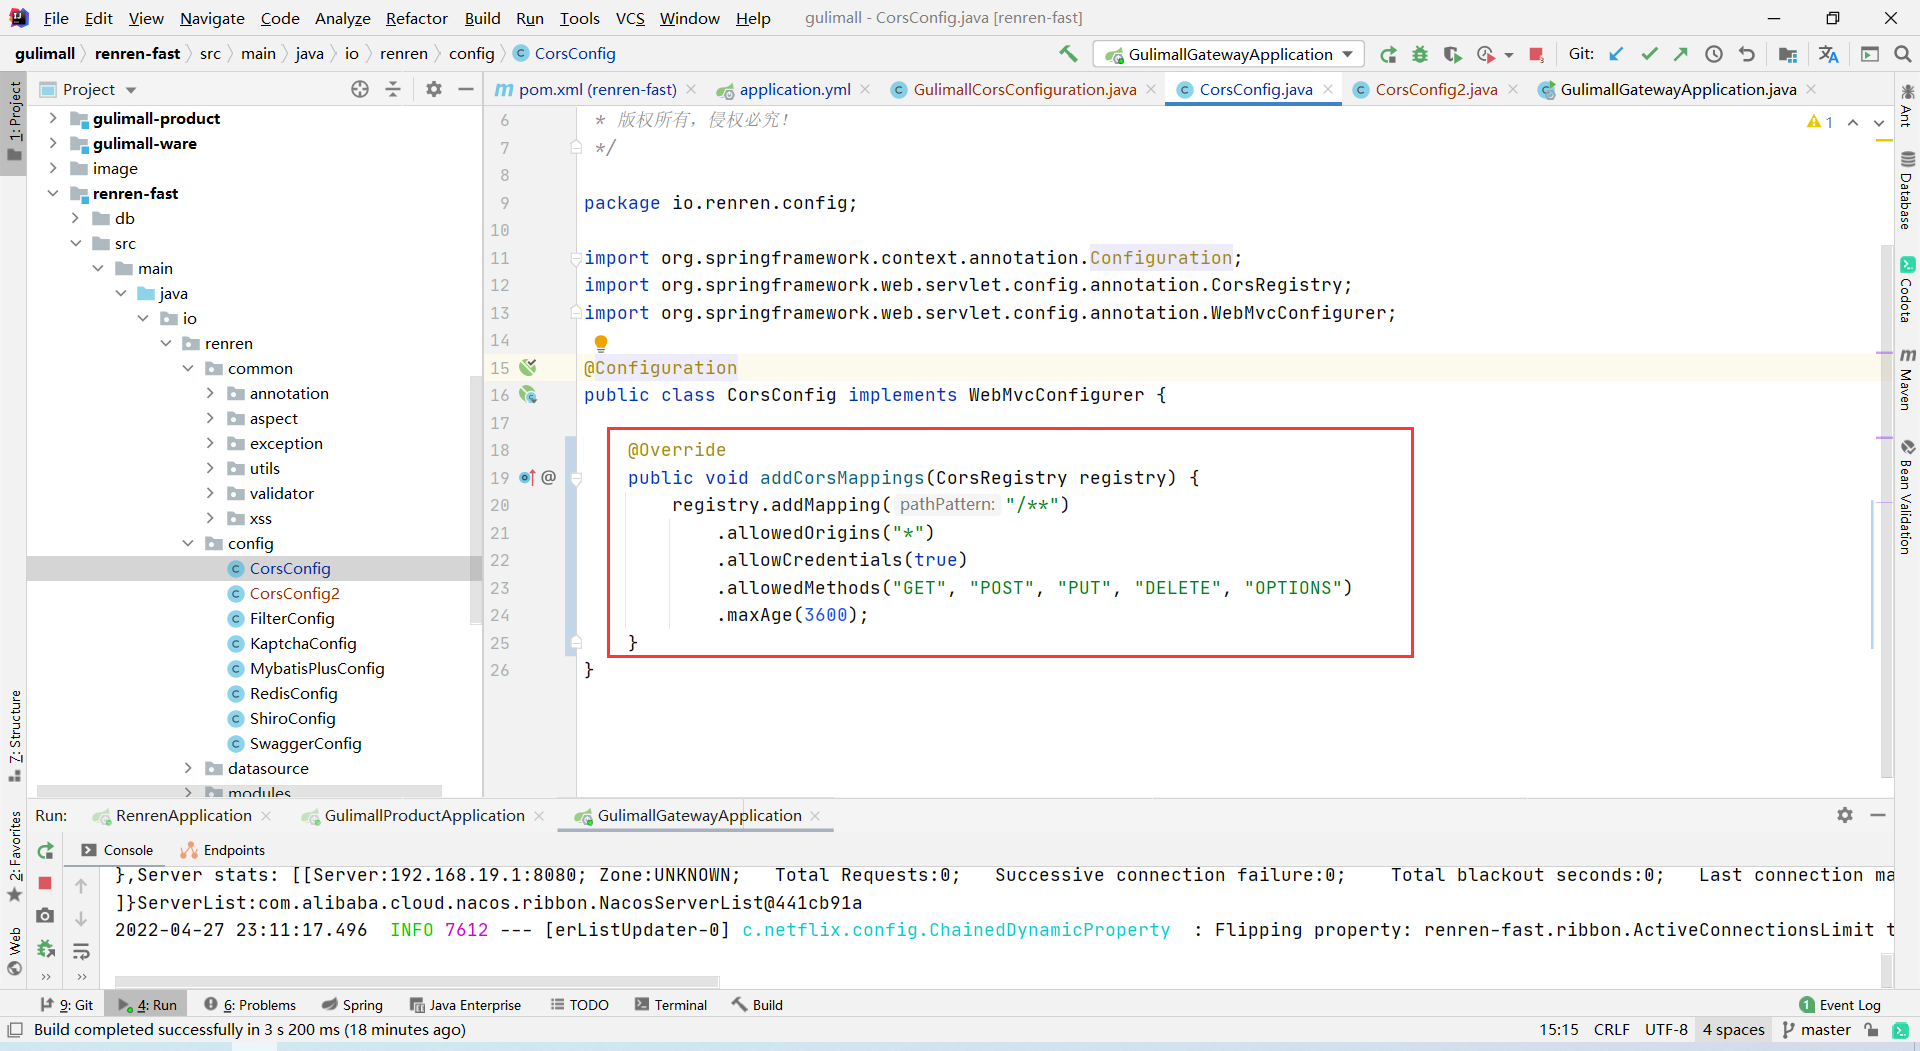 File Edit View Navigate Code Analyze Refactor Build Run Tools VCS Window Help gulimall - CorsConfig.java [renren-fast]
gulimall renren-fast src main java io renren config CorsConfig GulimallGatewayApplication Git:
Project pom.xml (renren-fast) application.yml GulimallCorsConfiguration.java CorsConfig.java CorsConfig2.java GulimallGatewayApplication.java
1: Project
gulimall-product
gulimall-ware
image
renren-fast
db
src
main
java
io
renren
common
annotation
aspect
exception
utils
validator
xss
config
CorsConfig
CorsConfig2
FilterConfig
KaptchaConfig
MybatisPlusConfig
RedisConfig
ShiroConfig
SwaggerConfig
datasource
modules
7: Structure
2: Favorites
Web
6 * 版权所有，侵权必究！
7 */
8
9 package io.renren.config;
10
11 import org.springframework.context.annotation.Configuration;
12 import org.springframework.web.servlet.config.annotation.CorsRegistry;
13 import org.springframework.web.servlet.config.annotation.WebMvcConfigurer;
14
15 @Configuration
16 public class CorsConfig implements WebMvcConfigurer {
17
18 @Override
19 @ public void addCorsMappings(CorsRegistry registry) {
20 registry.addMapping( pathPattern: "/**")
21 .allowedOrigins("*")
22 .allowCredentials(true)
23 .allowedMethods("GET", "POST", "PUT", "DELETE", "OPTIONS")
24 .maxAge(3600);
25 }
26 }
1
Ant
Database
Codota
Maven
Bean Validation
Run: RenrenApplication GulimallProductApplication GulimallGatewayApplication
Console Endpoints
},Server stats: [[Server:192.168.19.1:8080; Zone:UNKNOWN; Total Requests:0; Successive connection failure:0; Total blackout seconds:0; Last connection ma
]}ServerList:com.alibaba.cloud.nacos.ribbon.NacosServerList@441cb91a
2022-04-27 23:11:17.496 INFO 7612 --- [erListUpdater-0] c.netflix.config.ChainedDynamicProperty : Flipping property: renren-fast.ribbon.ActiveConnectionsLimit t
9: Git 4: Run 6: Problems Spring Java Enterprise TODO Terminal Build 1 Event Log
Build completed successfully in 3 s 200 ms (18 minutes ago) 15:15 CRLF UTF-8 4 spaces master